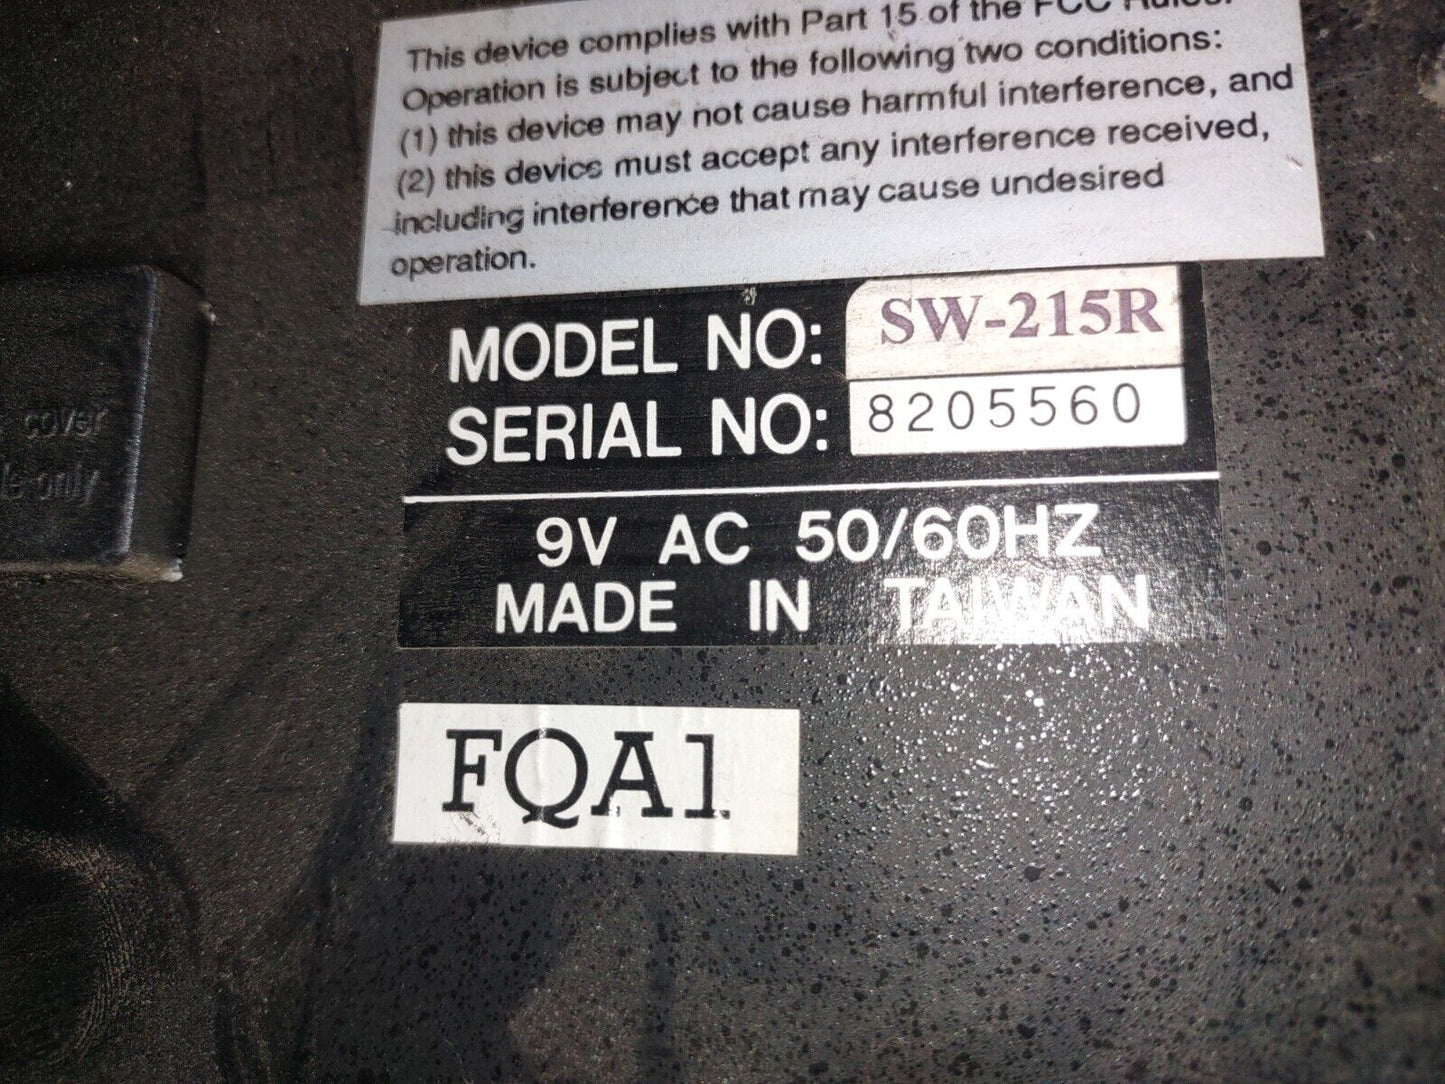 This device complies with Part 15 of the FCC Rules.
Operation is subject to the following two conditions:
(1) this device may not cause harmful interference, and
(2) this device must accept any interference received,
including interference that may cause undesired
operation.
MODEL NO: SW-215R
SERIAL NO: 8205560
cover
only
9V AC 50/60HZ
MADE IN TAIWAN
FQA1